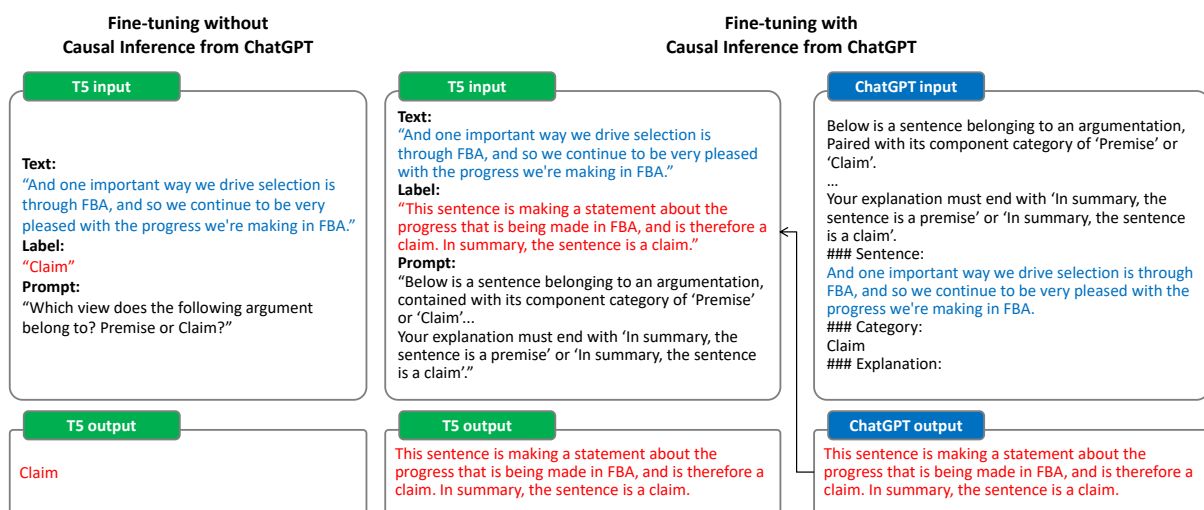 Fine-tuning without
Causal Inference from ChatGPT
Fine-tuning with
Causal Inference from ChatGPT
T5 input
Text:
“And one important way we drive selection is
through FBA, and so we continue to be very
pleased with the progress we're making in FBA.”
Label:
“Claim”
Prompt:
“Which view does the following argument
belong to? Premise or Claim?”
T5 output
Claim
T5 input
Text:
“And one important way we drive selection is
through FBA, and so we continue to be very pleased
with the progress we're making in FBA.”
Label:
“This sentence is making a statement about the
progress that is being made in FBA, and is therefore a
claim. In summary, the sentence is a claim.”
Prompt:
“Below is a sentence belonging to an argumentation,
contained with its component category of ‘Premise’
or ‘Claim’...
Your explanation must end with ‘In summary, the
sentence is a premise’ or ‘In summary, the sentence
is a claim’.”
T5 output
This sentence is making a statement about the
progress that is being made in FBA, and is therefore a
claim. In summary, the sentence is a claim.
ChatGPT input
Below is a sentence belonging to an argumentation,
Paired with its component category of ‘Premise’ or
‘Claim’.
...
Your explanation must end with ‘In summary, the
sentence is a premise’ or ‘In summary, the sentence
is a claim’.
### Sentence:
And one important way we drive selection is through
FBA, and so we continue to be very pleased with the
progress we're making in FBA.
### Category:
Claim
### Explanation:
ChatGPT output
This sentence is making a statement about the
progress that is being made in FBA, and is therefore a
claim. In summary, the sentence is a claim.